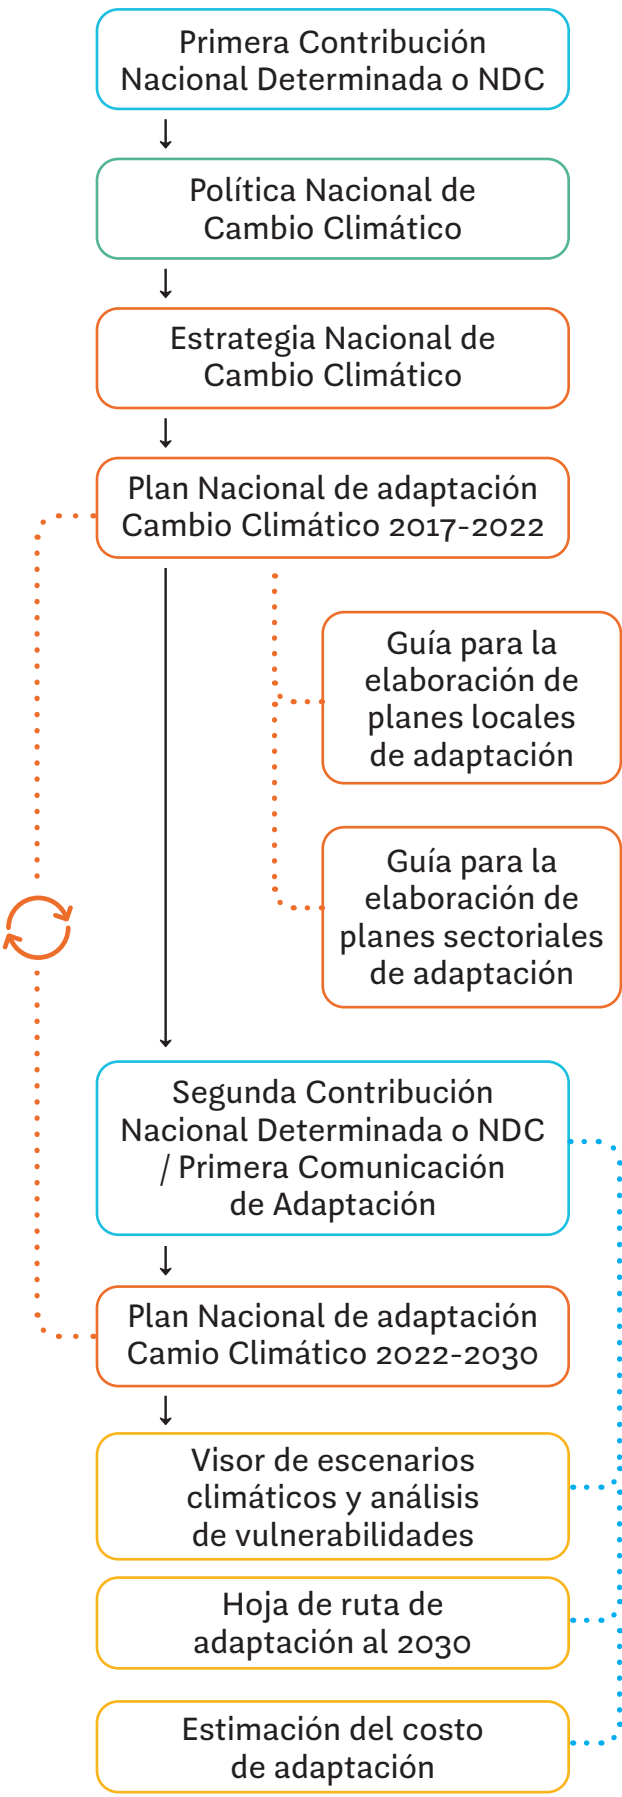 Primera Contribución
Nacional Determinada o NDC
Política Nacional de
Cambio Climático
Estrategia Nacional de
Cambio Climático
Plan Nacional de adaptación
Cambio Climático 2017-2022
Guía para la
elaboración de
planes locales
de adaptación
Guía para la
elaboración de
planes sectoriales
de adaptación
Segunda Contribución
Nacional Determinada o NDC
/ Primera Comunicación
de Adaptación
Plan Nacional de adaptación
Camio Climático 2022-2030
Visor de escenarios
climáticos y análisis
de vulnerabilidades
Hoja de ruta de
adaptación al 2030
Estimación del costo
de adaptación